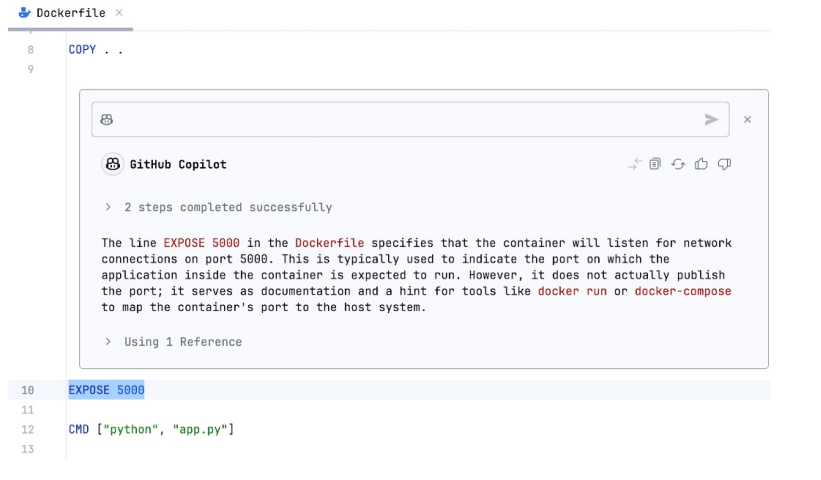 Dockerfile ×
7
8 COPY . .
9
×
GitHub Copilot
> 2 steps completed successfully
The line EXPOSE 5000 in the Dockerfile specifies that the container will listen for network
connections on port 5000. This is typically used to indicate the port on which the
application inside the container is expected to run. However, it does not actually publish
the port; it serves as documentation and a hint for tools like docker run or docker-compose
to map the container's port to the host system.
> Using 1 Reference
10 EXPOSE 5000
11
12 CMD ["python", "app.py"]
13